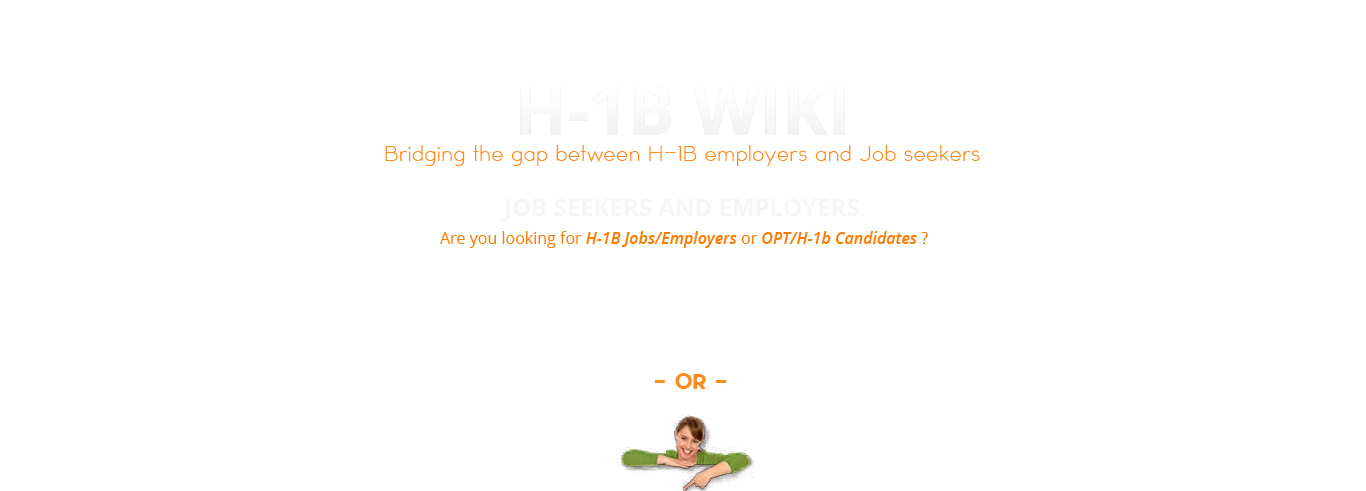 H-1B WIKI
Bridging the gap between H-1B employers and Job seekers
JOB SEEKERS AND EMPLOYERS
Are you looking for H-1B Jobs/Employers or OPT/H-1b Candidates ?
- OR -